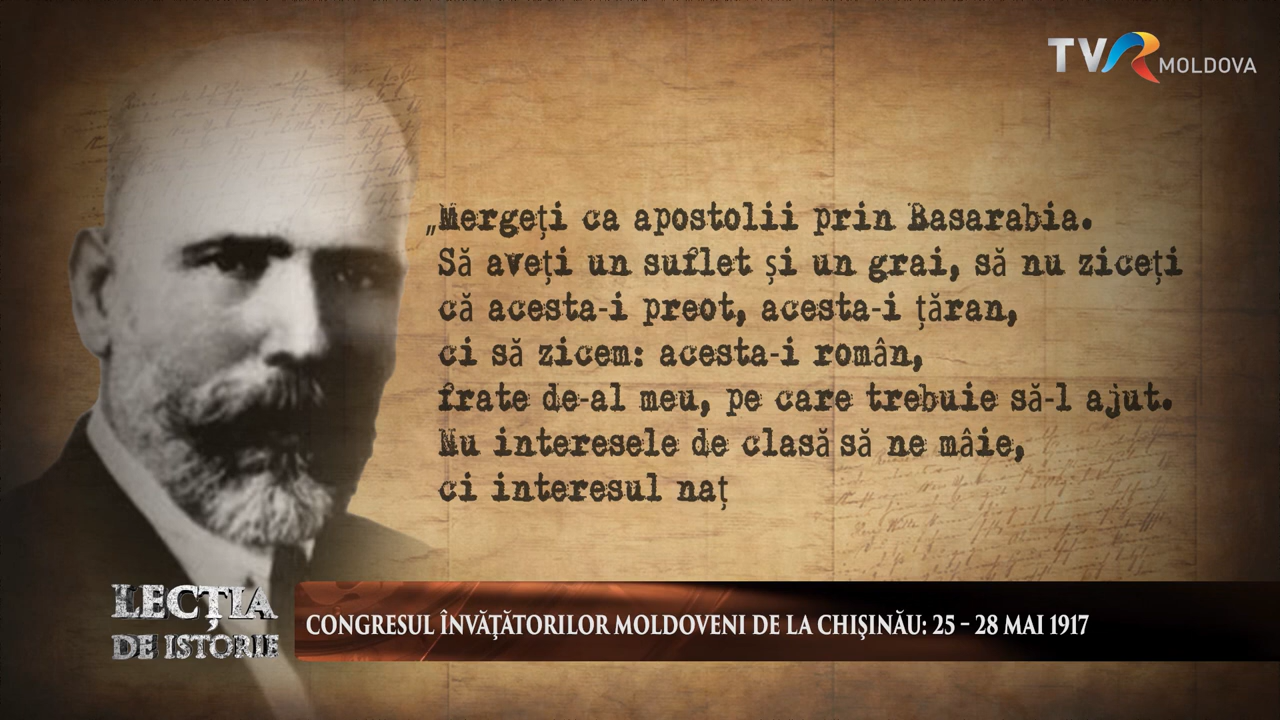 TVR MOLDOVA
„Mergeți ca apostolii prin Basarabia.
Să aveți un suflet și un grai, să nu ziceți
că acesta-i preot, acesta-i țăran,
ci să zicem: acesta-i român,
frate de-al meu, pe care trebuie să-l ajut.
Nu interesele de clasă să ne mâie,
ci interesul naț
LECȚIA
DE ISTORIE
CONGRESUL ÎNVĂŢĂTORILOR MOLDOVENI DE LA CHIŞINĂU: 25 – 28 MAI 1917